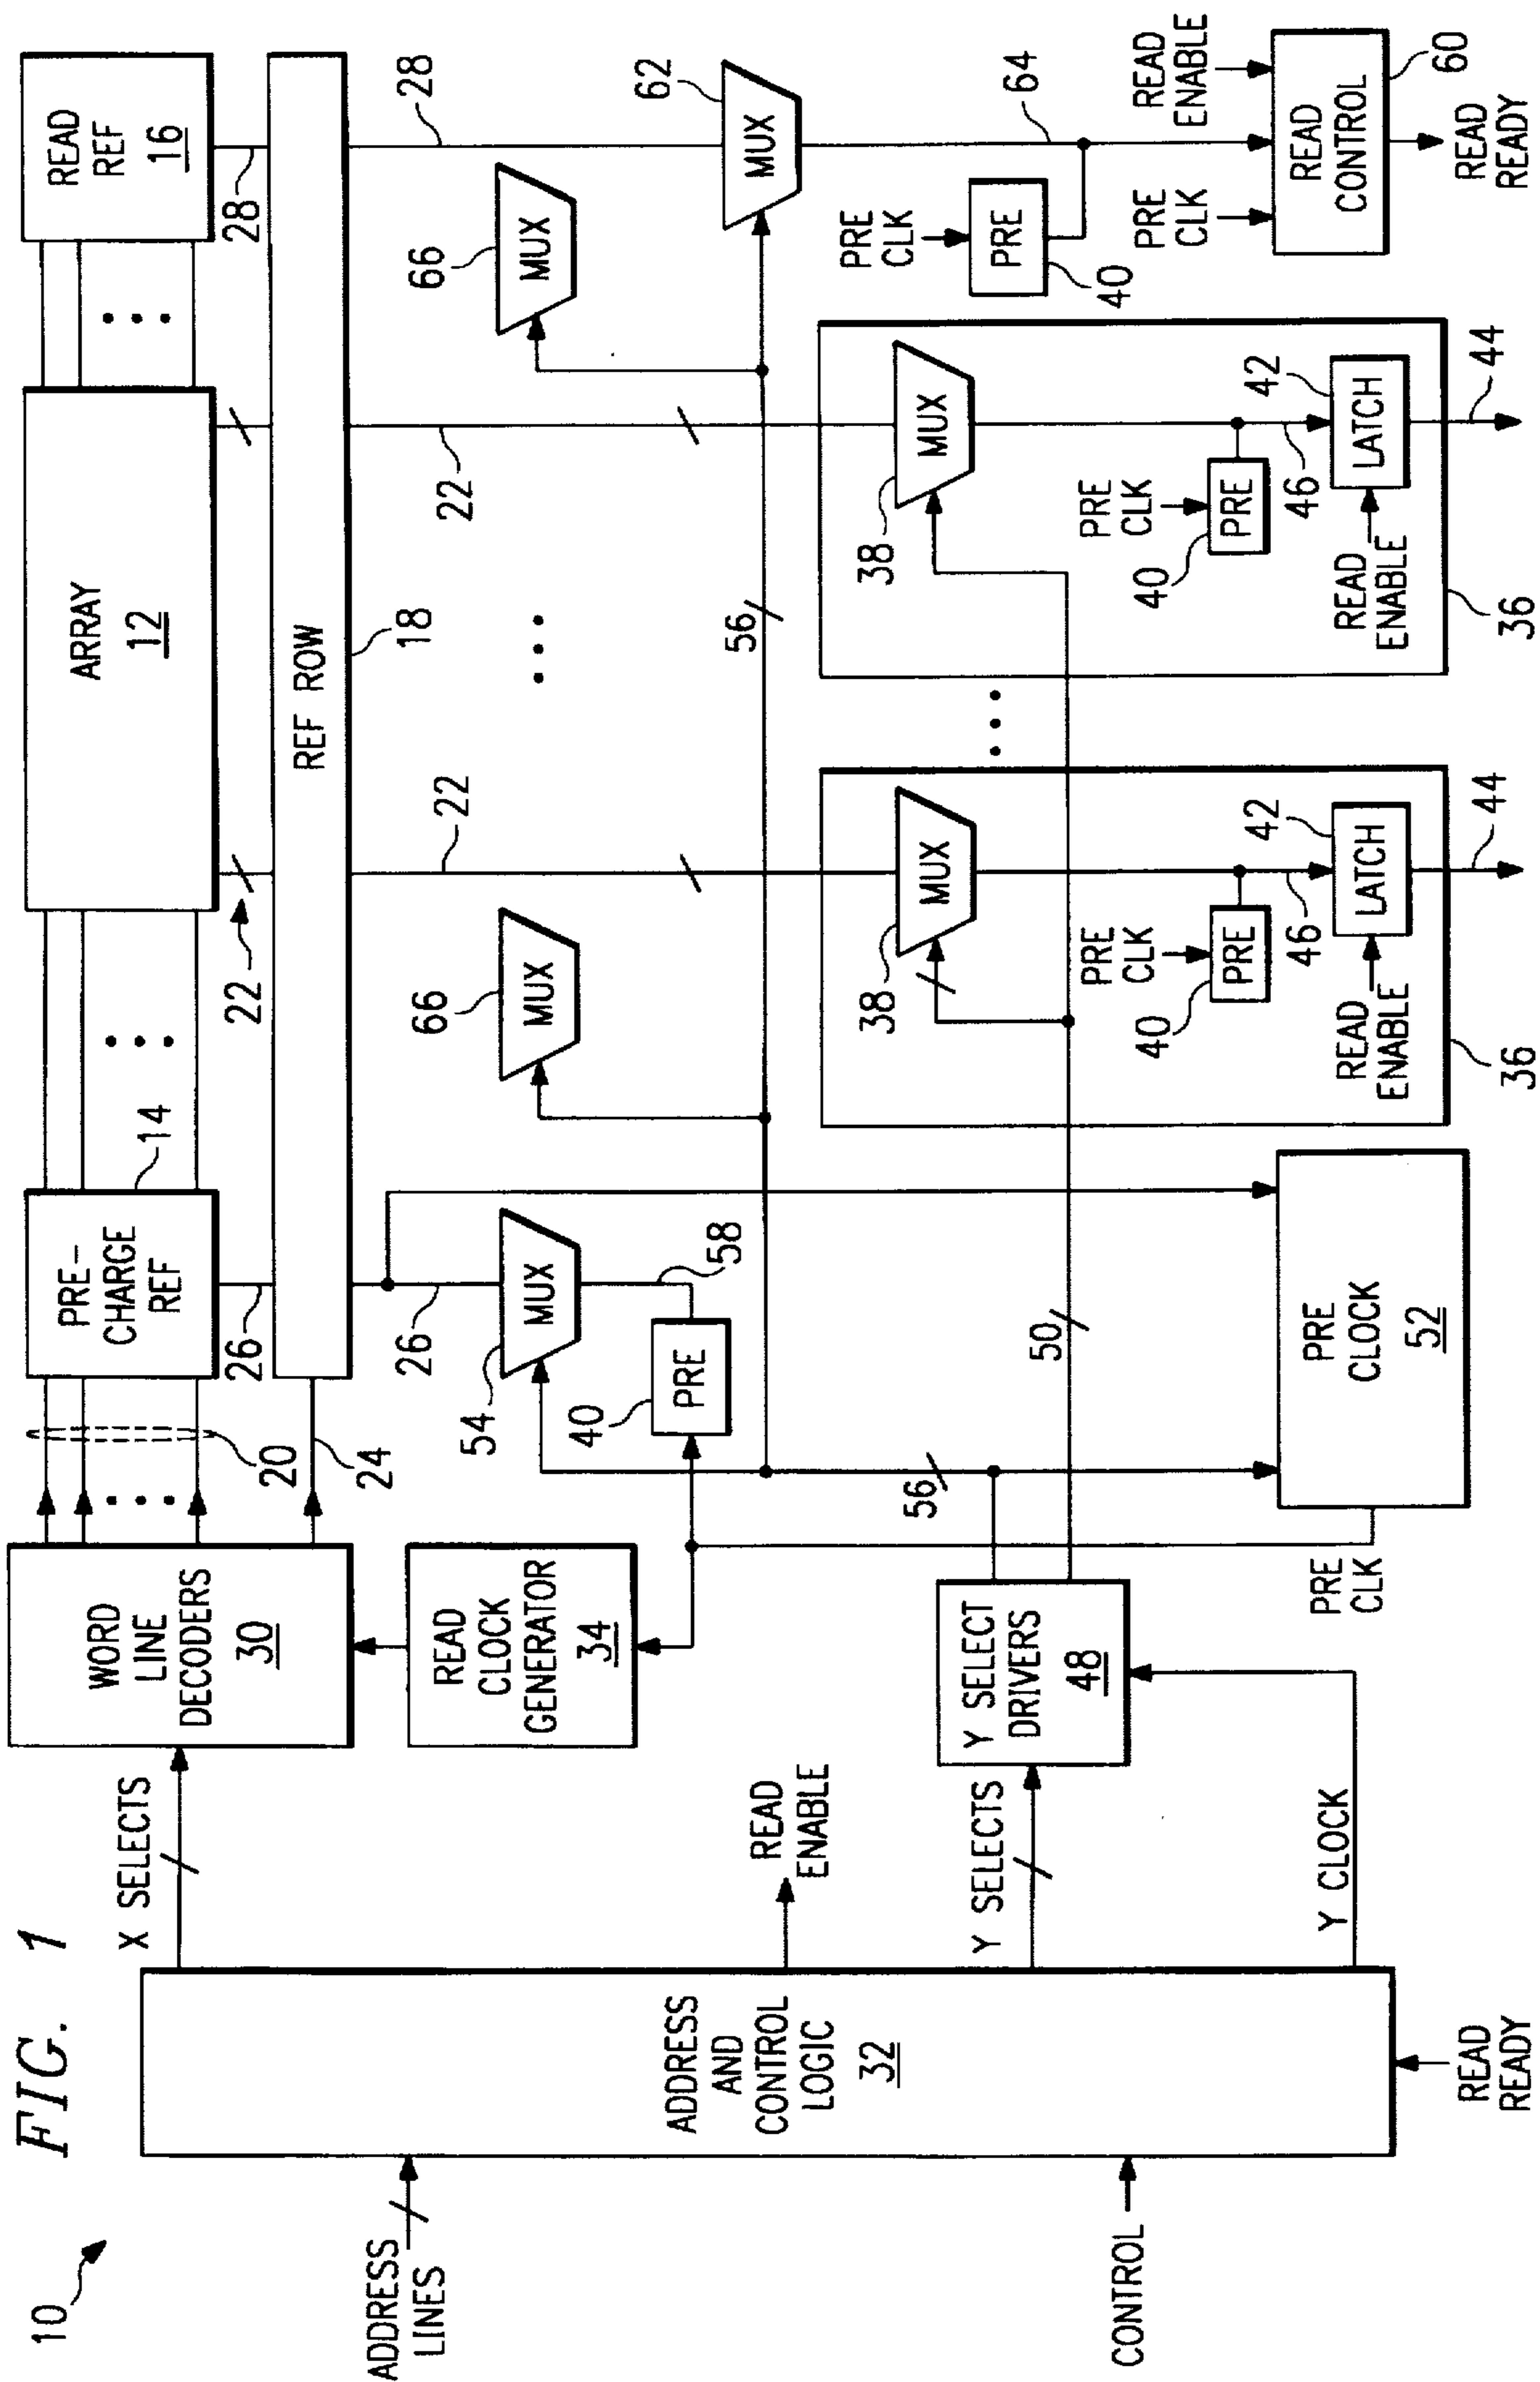 FIG. 1
10
ADDRESS
LINES
CONTROL
ADDRESS
AND
CONTROL
LOGIC
32
READ
READY
X SELECTS
READ
ENABLE
Y SELECTS
Y CLOCK
WORD
LINE
DECODERS
30
READ
CLOCK
GENERATOR
34
Y SELECT
DRIVERS
48
PRE
CLK
20
24
PRE-
CHARGE
REF
14
26
26
MUX
54
58
PRE
40
56
50
PRE
CLOCK
52
ARRAY
12
22
22
22
REF ROW
18
READ
REF
16
28
28
MUX
66
MUX
66
56
MUX
62
64
MUX
38
PRE
CLK
PRE
40
46
LATCH
42
READ
ENABLE
44
36
MUX
38
PRE
CLK
PRE
40
46
LATCH
42
READ
ENABLE
44
36
PRE
CLK
PRE
40
PRE
CLK
READ
ENABLE
READ
CONTROL
60
READ
READY